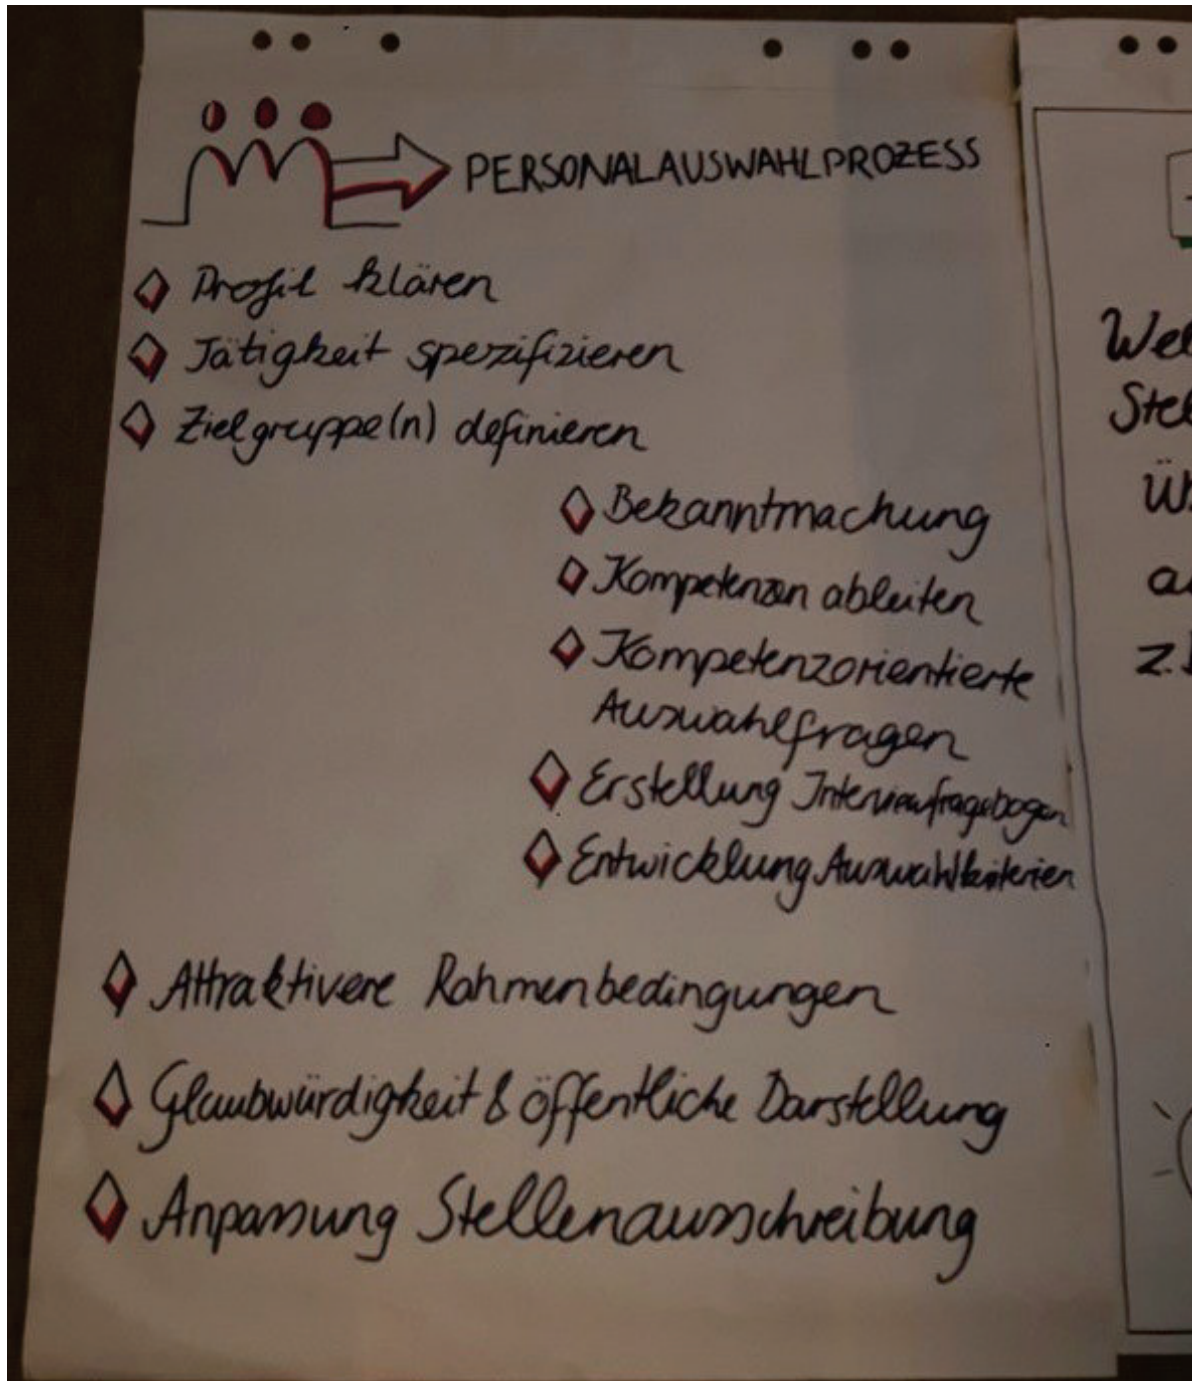 PERSONALAUSWAHLPROZESS
Profil klären
Tätigkeit spezifizieren
Zielgruppe(n) definieren
Bekanntmachung
Kompetenzen ableiten
Kompetenzorientierte
Auswahlfragen
Erstellung Interviewfragebogen
Entwicklung Auswahlkriterien
Attraktivere Rahmenbedingungen
Glaubwürdigkeit & öffentliche Darstellung
Anpassung Stellenausschreibung